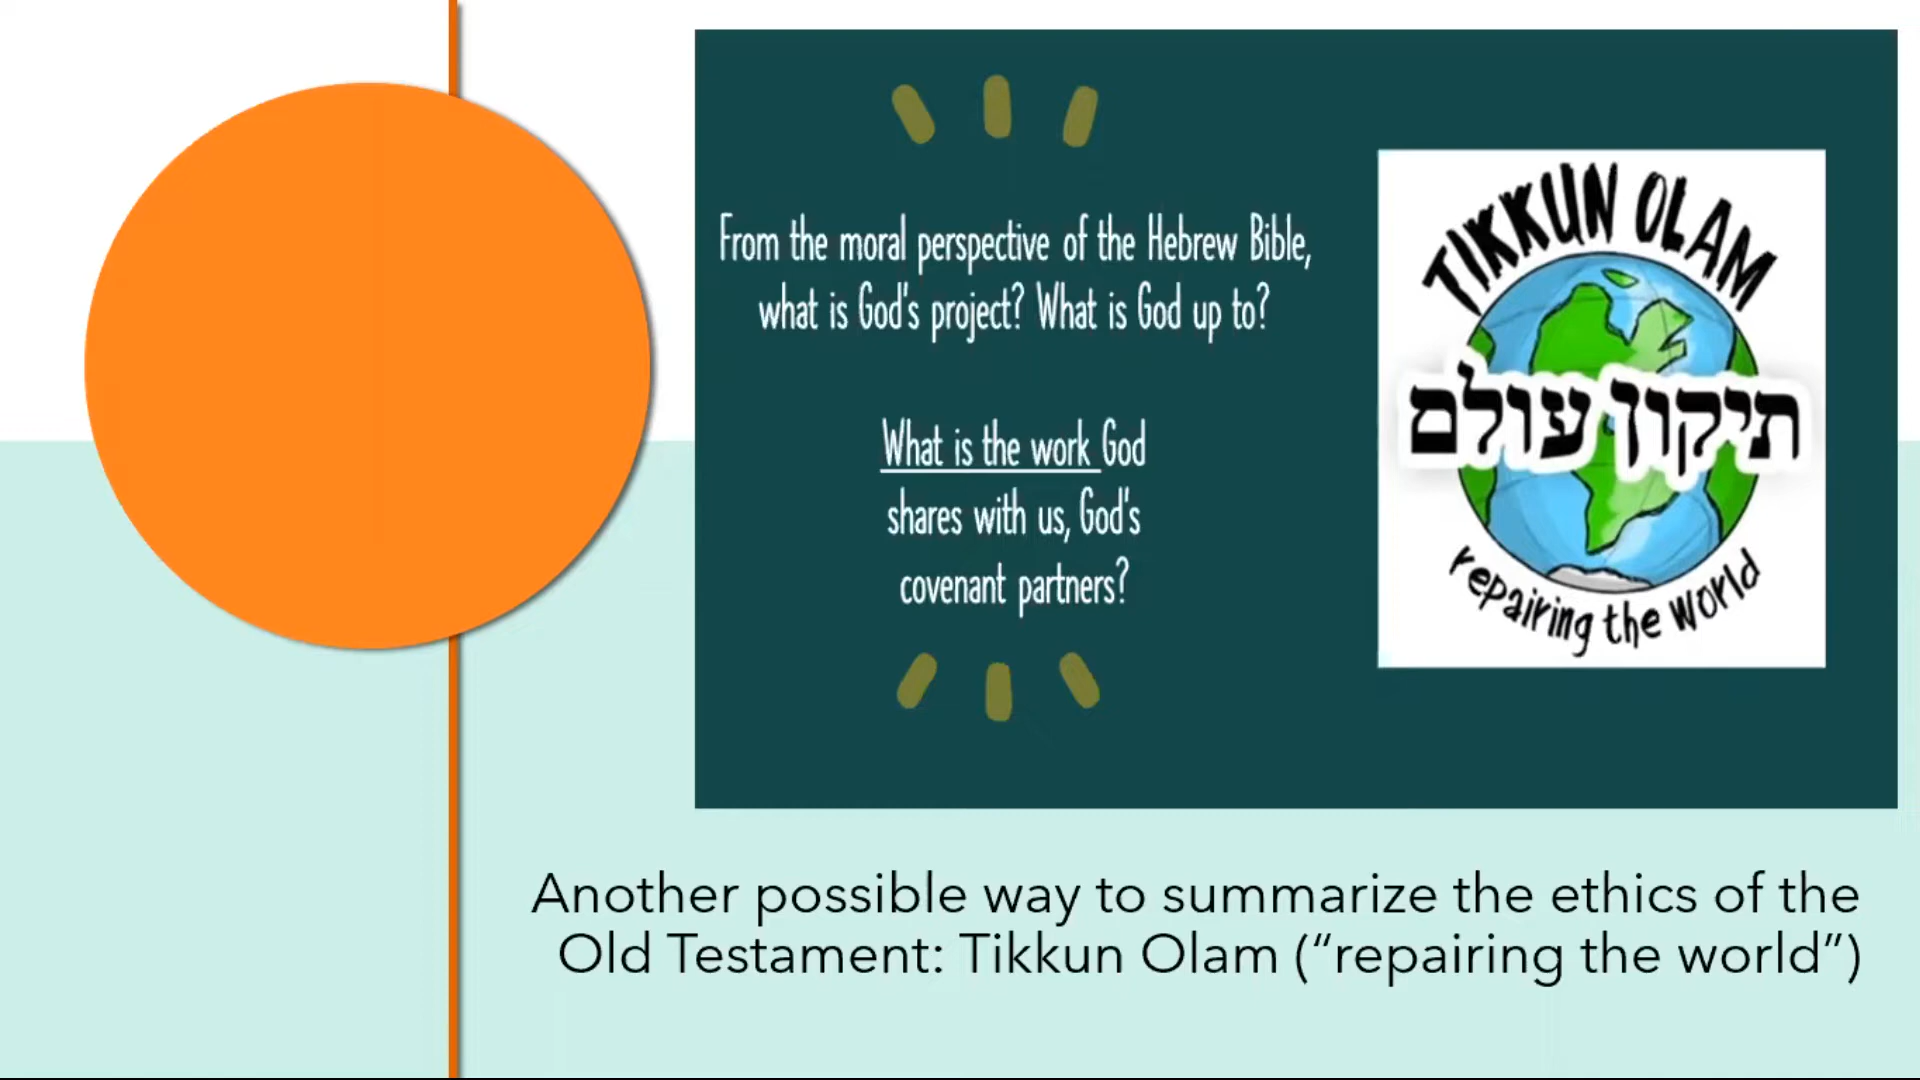 From the moral perspective of the Hebrew Bible,
what is God's project? What is God up to?
What is the work God
shares with us, God's
covenant partners?
TIKKUN OLAM
תיקון עולם
repairing the world
Another possible way to summarize the ethics of the
Old Testament: Tikkun Olam (“repairing the world”)